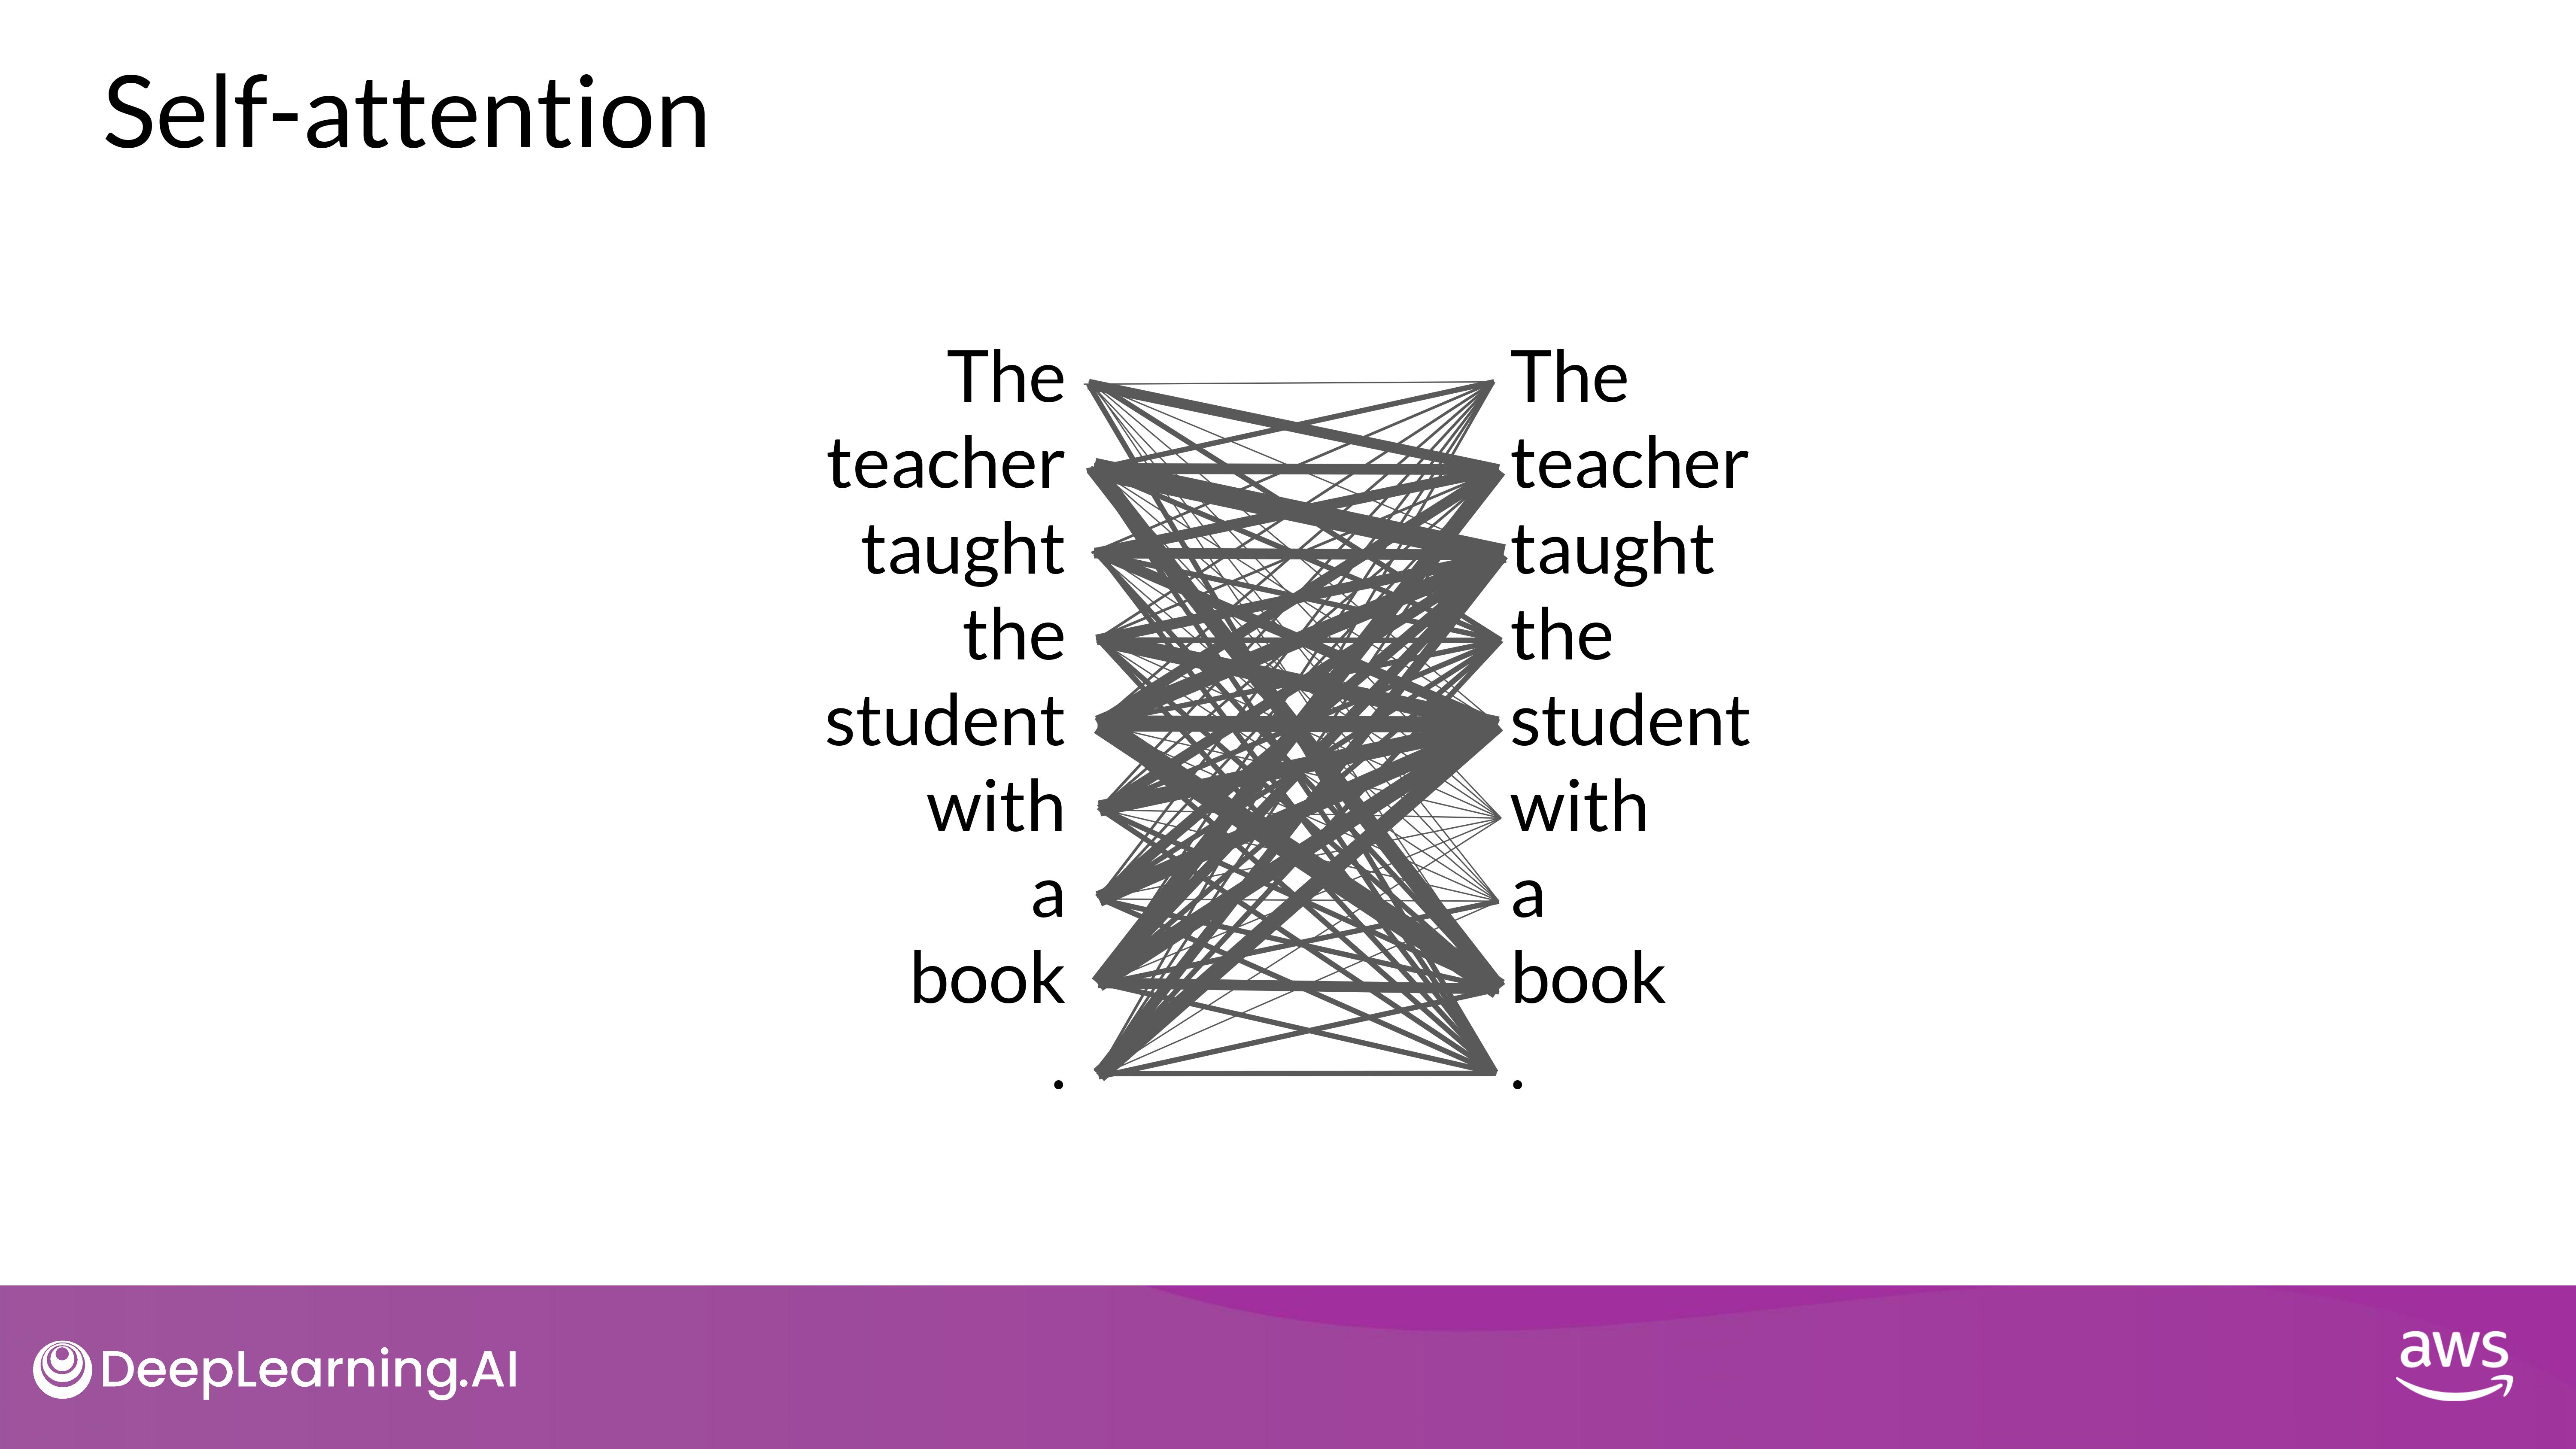 Self-attention
The
teacher
taught
the
student
with
a
book
.
The
teacher
taught
the
student
with
a
book
.
DeepLearning.AI
aws